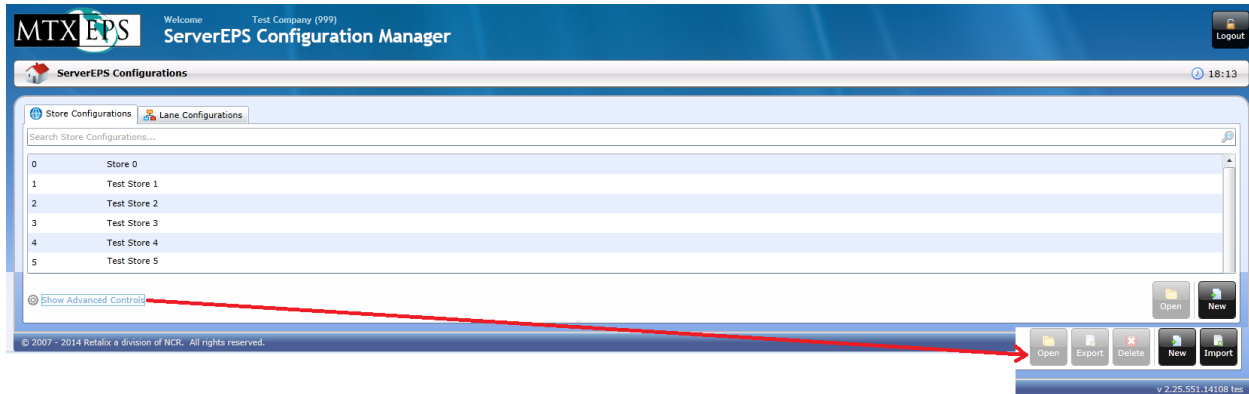 MTX EPS
Welcome Test Company (999)
ServerEPS Configuration Manager
Logout
ServerEPS Configurations
18:13
Store Configurations
Lane Configurations
Search Store Configurations...
0 Store 0
1 Test Store 1
2 Test Store 2
3 Test Store 3
4 Test Store 4
5 Test Store 5
Show Advanced Controls
Open New
© 2007 - 2014 Retalix a division of NCR. All rights reserved.
Open Export Delete New Import
v 2.25.551.14108 tes